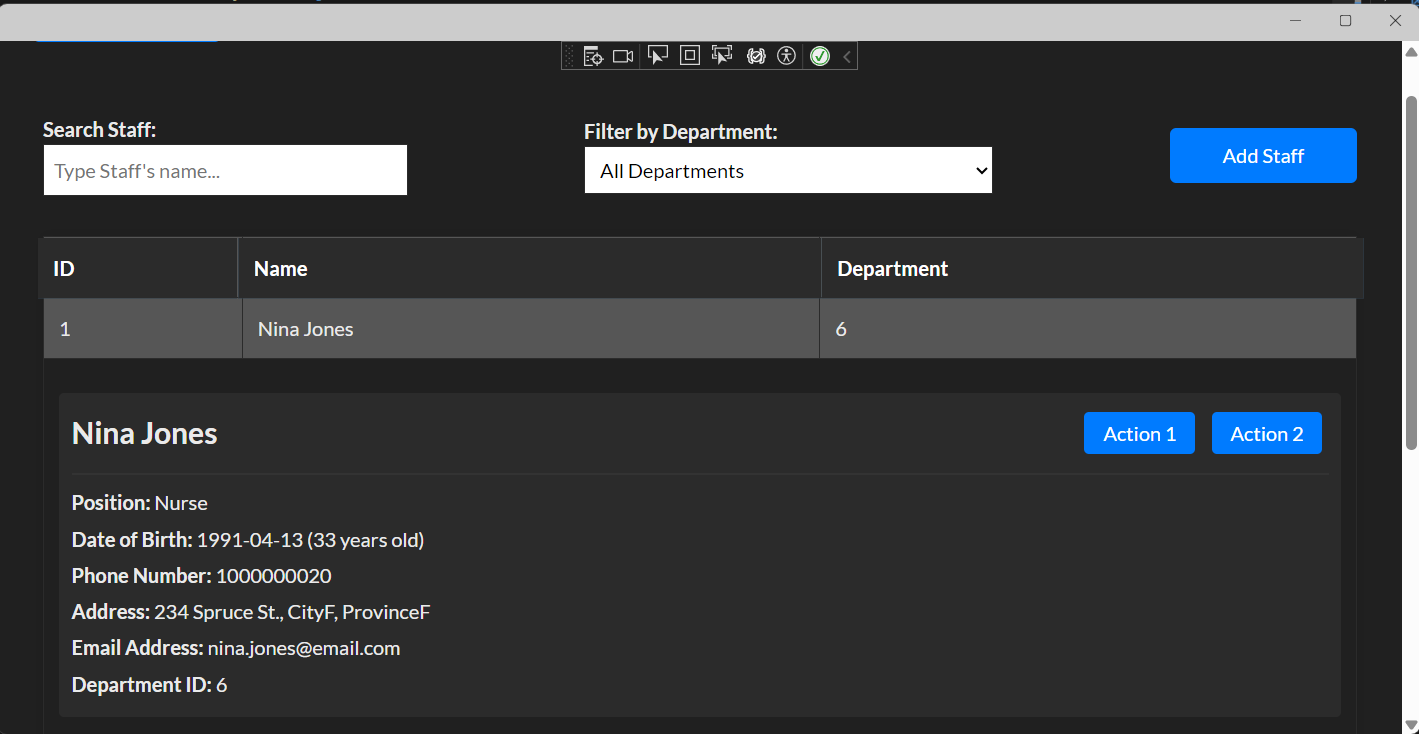 Search Staff:
Type Staff's name...
Filter by Department:
All Departments
Add Staff
ID Name Department
1 Nina Jones 6
Nina Jones
Action 1 Action 2
Position: Nurse
Date of Birth: 1991-04-13 (33 years old)
Phone Number: 1000000020
Address: 234 Spruce St., CityF, ProvinceF
Email Address: nina.jones@email.com
Department ID: 6